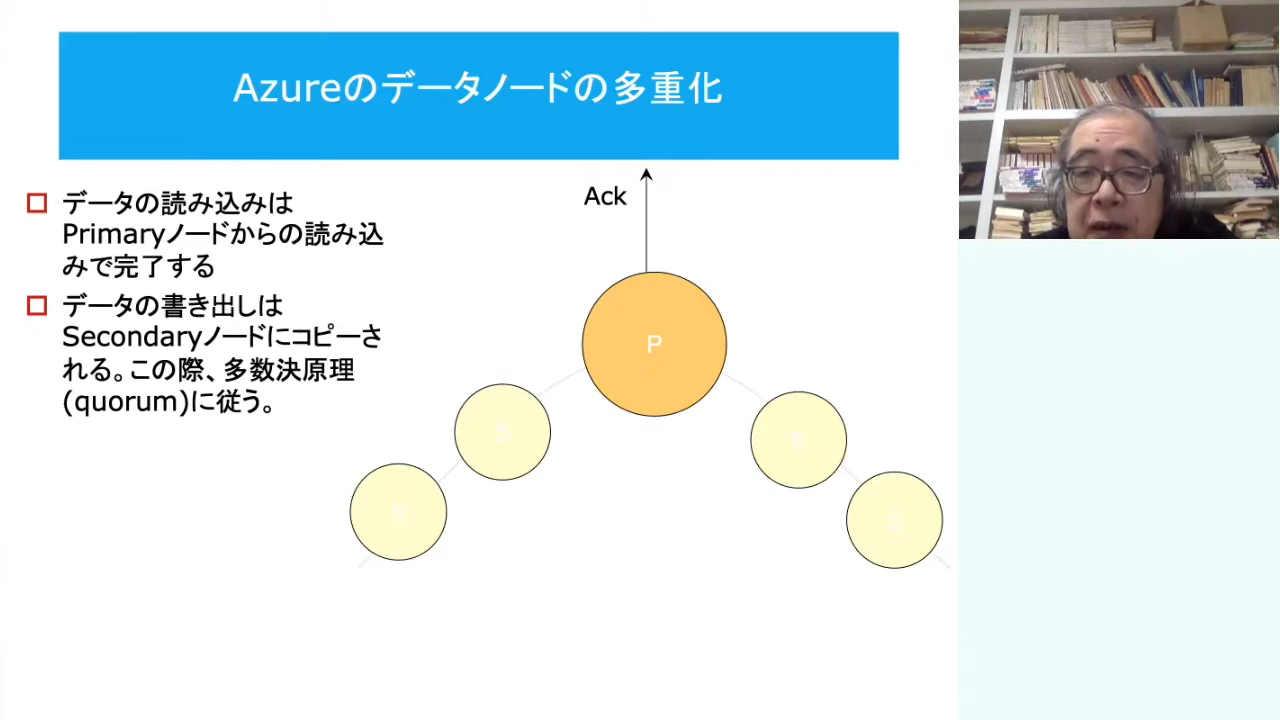 Azureのデータノードの多重化
データの読み込みは
Primaryノードからの読み込
みで完了する
データの書き出しは
Secondaryノードにコピーさ
れる。この際、多数決原理
(quorum)に従う。
Ack
P
S
S
S
S